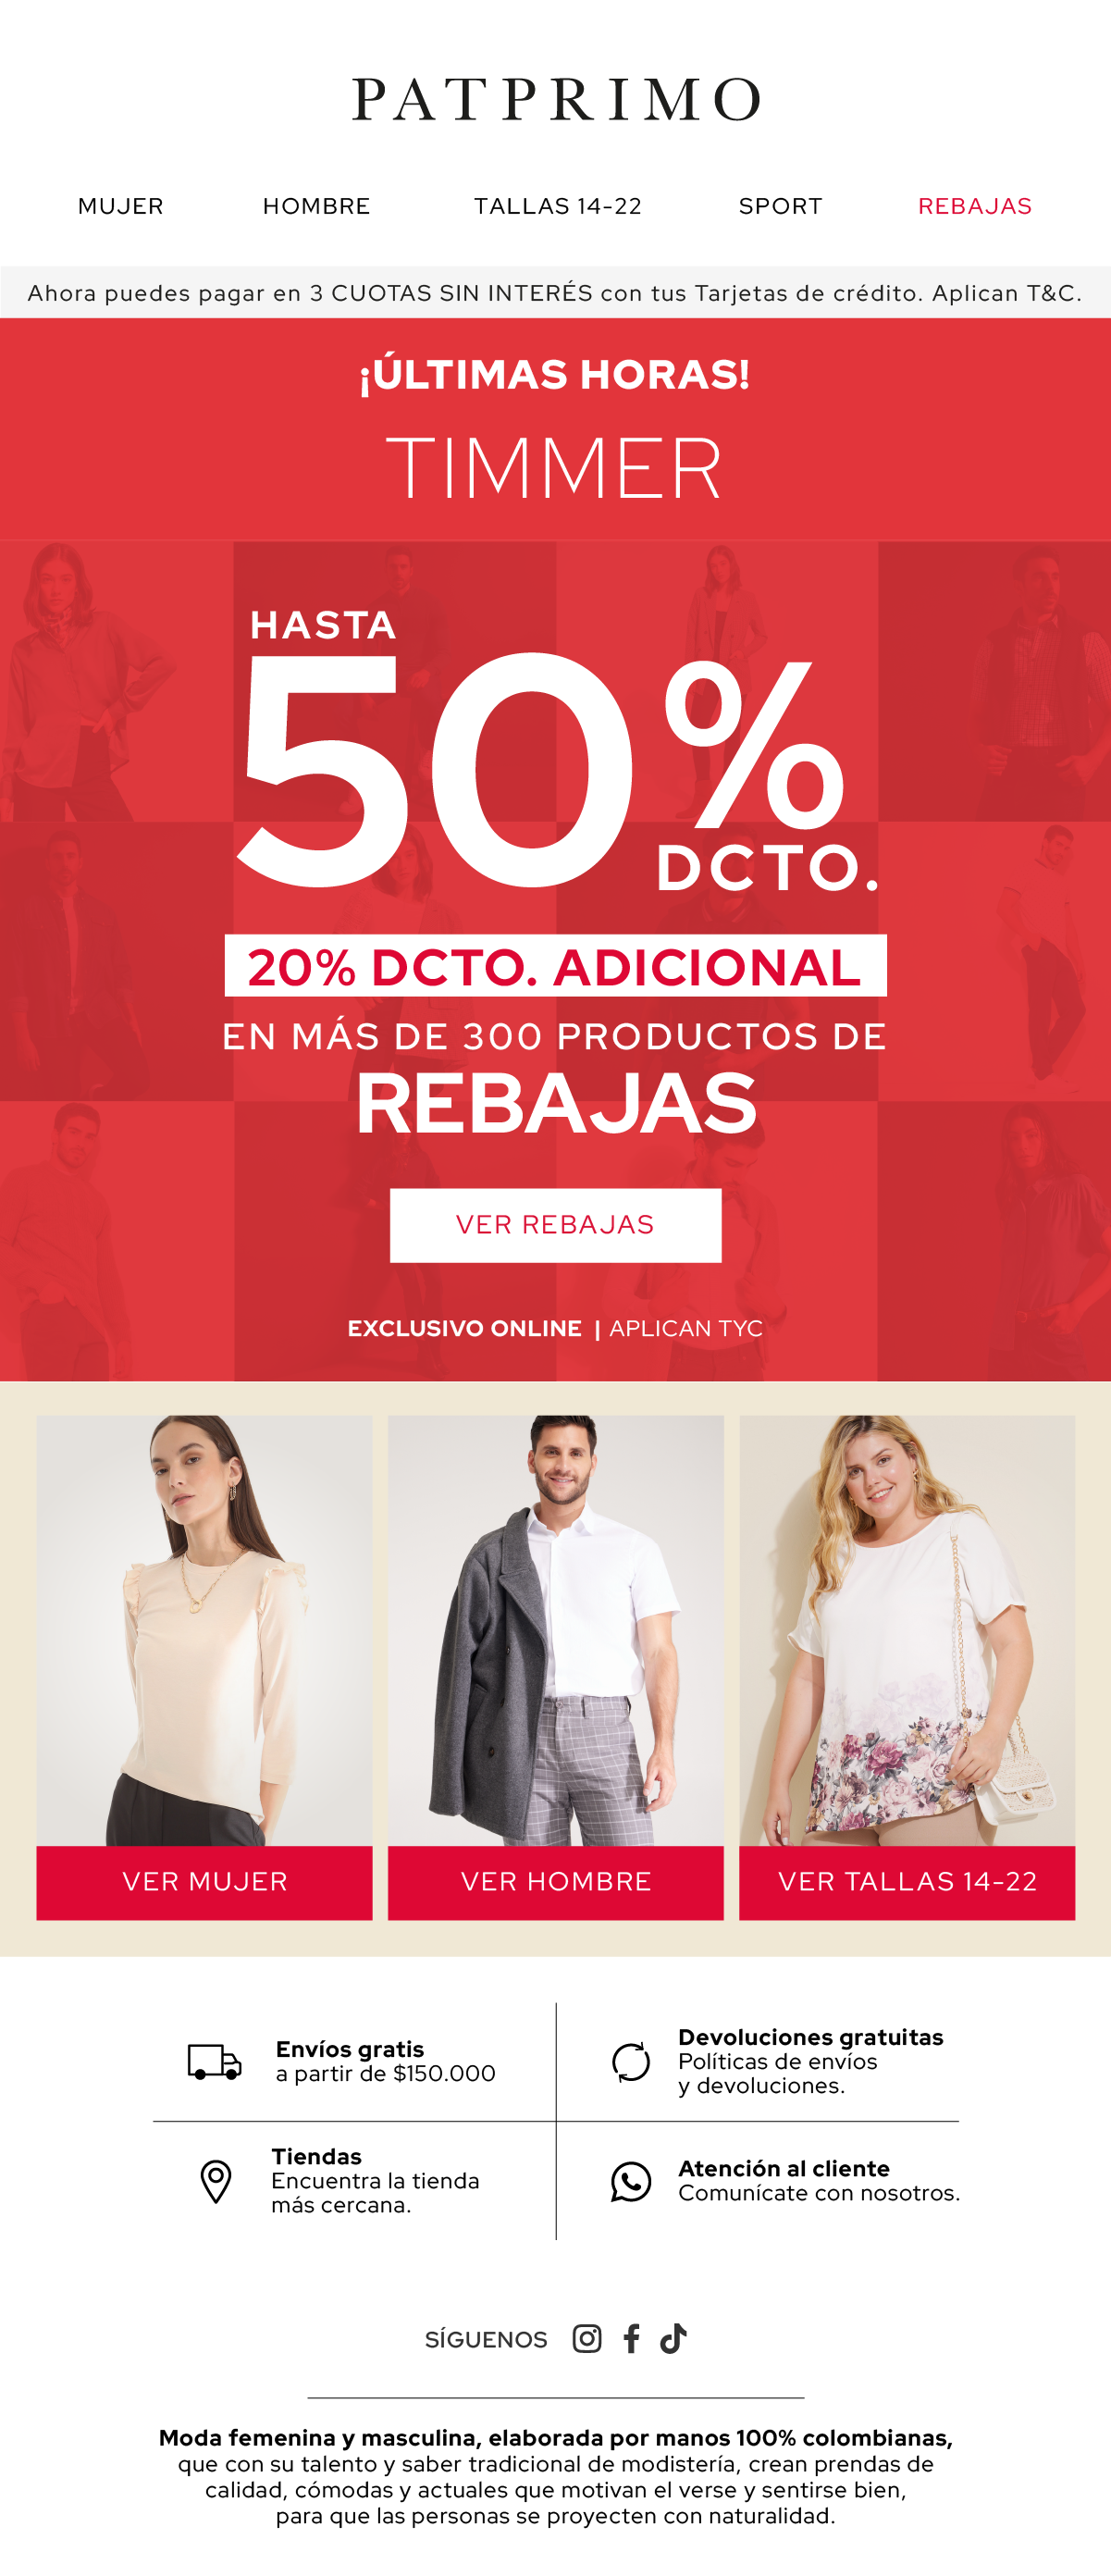 PATPRIMO
MUJER HOMBRE TALLAS 14-22 SPORT REBAJAS
Ahora puedes pagar en 3 CUOTAS SIN INTERÉS con tus Tarjetas de crédito. Aplican T&C.
¡ÚLTIMAS HORAS!
TIMMER
HASTA
50%
DCTO.
20% DCTO. ADICIONAL
EN MÁS DE 300 PRODUCTOS DE
REBAJAS
VER REBAJAS
EXCLUSIVO ONLINE | APLICAN TYC
VER MUJER
VER HOMBRE
VER TALLAS 14-22
Envíos gratis
a partir de $150.000
Devoluciones gratuitas
Políticas de envíos
y devoluciones.
Tiendas
Encuentra la tienda
más cercana.
Atención al cliente
Comunícate con nosotros.
SÍGUENOS
Moda femenina y masculina, elaborada por manos 100% colombianas,
que con su talento y saber tradicional de modistería, crean prendas de
calidad, cómodas y actuales que motivan el verse y sentirse bien,
para que las personas se proyecten con naturalidad.